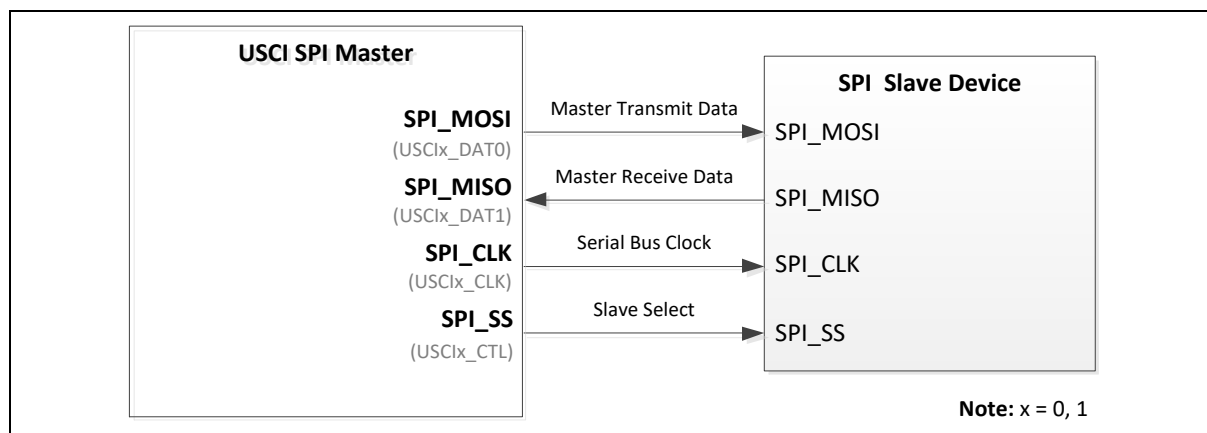 USCI SPI Master
SPI Slave Device
SPI_MOSI
(USCIx_DAT0)
Master Transmit Data
SPI_MOSI
SPI_MISO
(USCIx_DAT1)
Master Receive Data
SPI_MISO
SPI_CLK
(USCIx_CLK)
Serial Bus Clock
SPI_CLK
SPI_SS
(USCIx_CTL)
Slave Select
SPI_SS
Note: x = 0, 1